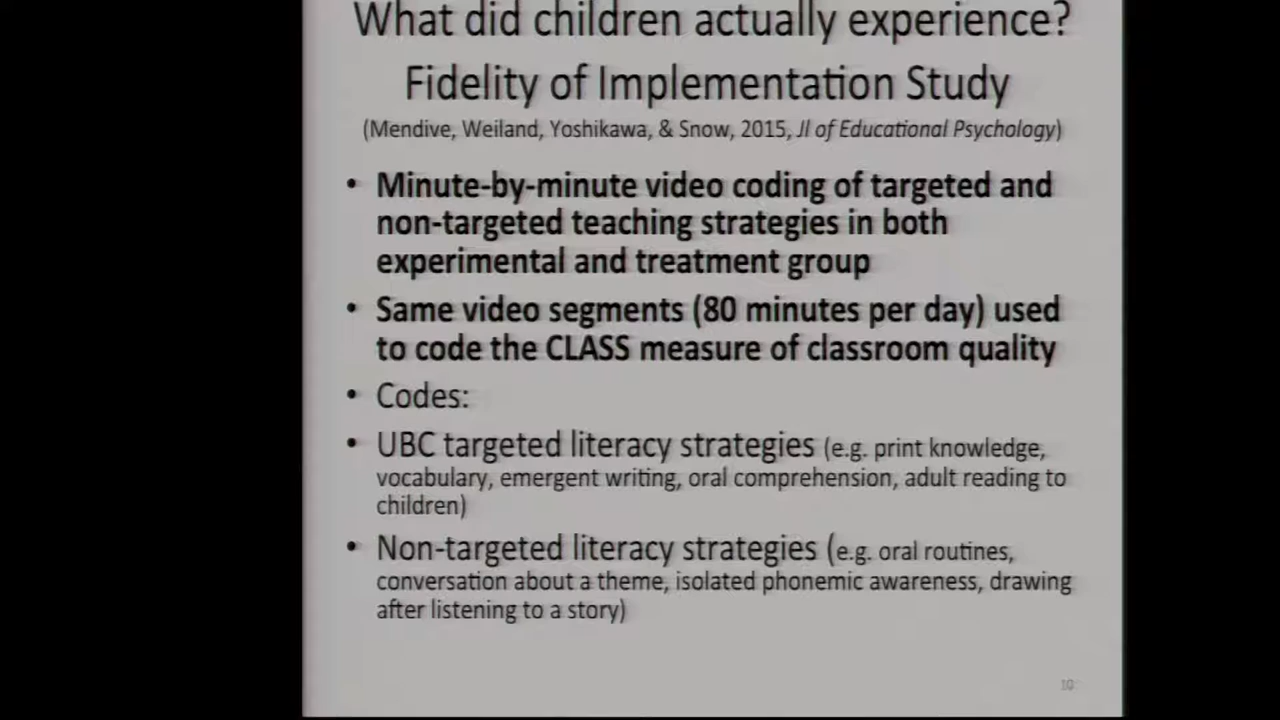 What did children actually experience?
Fidelity of Implementation Study
(Mendive, Weiland, Yoshikawa, & Snow, 2015, Jl of Educational Psychology)
• Minute-by-minute video coding of targeted and
non-targeted teaching strategies in both
experimental and treatment group
• Same video segments (80 minutes per day) used
to code the CLASS measure of classroom quality
• Codes:
• UBC targeted literacy strategies (e.g. print knowledge,
vocabulary, emergent writing, oral comprehension, adult reading to
children)
• Non-targeted literacy strategies (e.g. oral routines,
conversation about a theme, isolated phonemic awareness, drawing
after listening to a story)
10